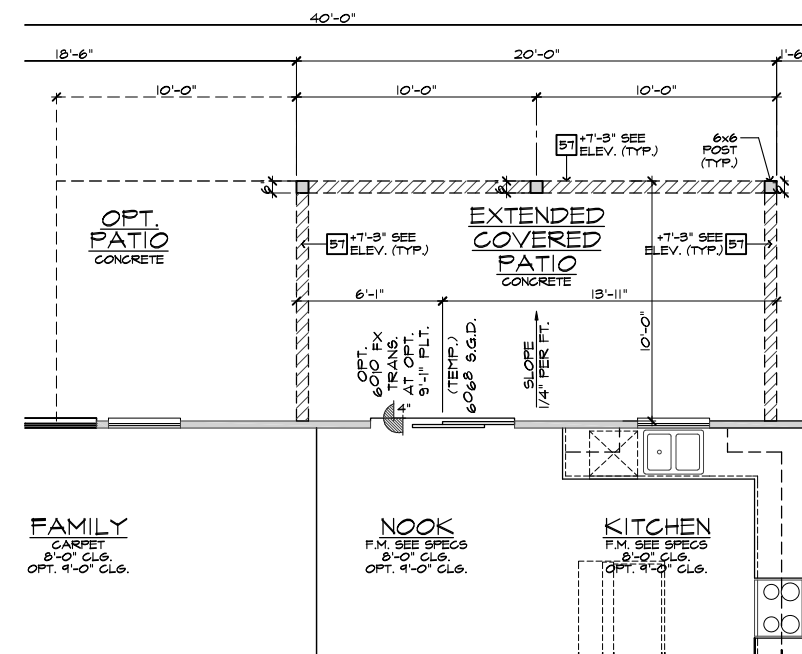 40'-0"
18'-6"
20'-0"
1'-6
10'-0"
10'-0"
10'-0"
57
+7'-3" SEE
ELEV. (TYP.)
6x6
POST
(TYP.)
6"
6"
6"
OPT.
PATIO
CONCRETE
EXTENDED
COVERED
PATIO
CONCRETE
57
+7'-3" SEE
ELEV. (TYP.)
+7'-3" SEE
ELEV. (TYP.)
57
6'-1"
13'-11"
OPT.
6010 FX
TRANS.
AT OPT.
9'-1" PLT.
(TEMP.)
6068 S.G.D.
SLOPE
1/4" PER FT.
10'-0"
4"
FAMILY
CARPET
8'-0" CLG.
OPT. 9'-0" CLG.
NOOK
F.M. SEE SPECS
8'-0" CLG.
OPT. 9'-0" CLG.
KITCHEN
F.M. SEE SPECS
8'-0" CLG.
OPT. 9'-0" CLG.